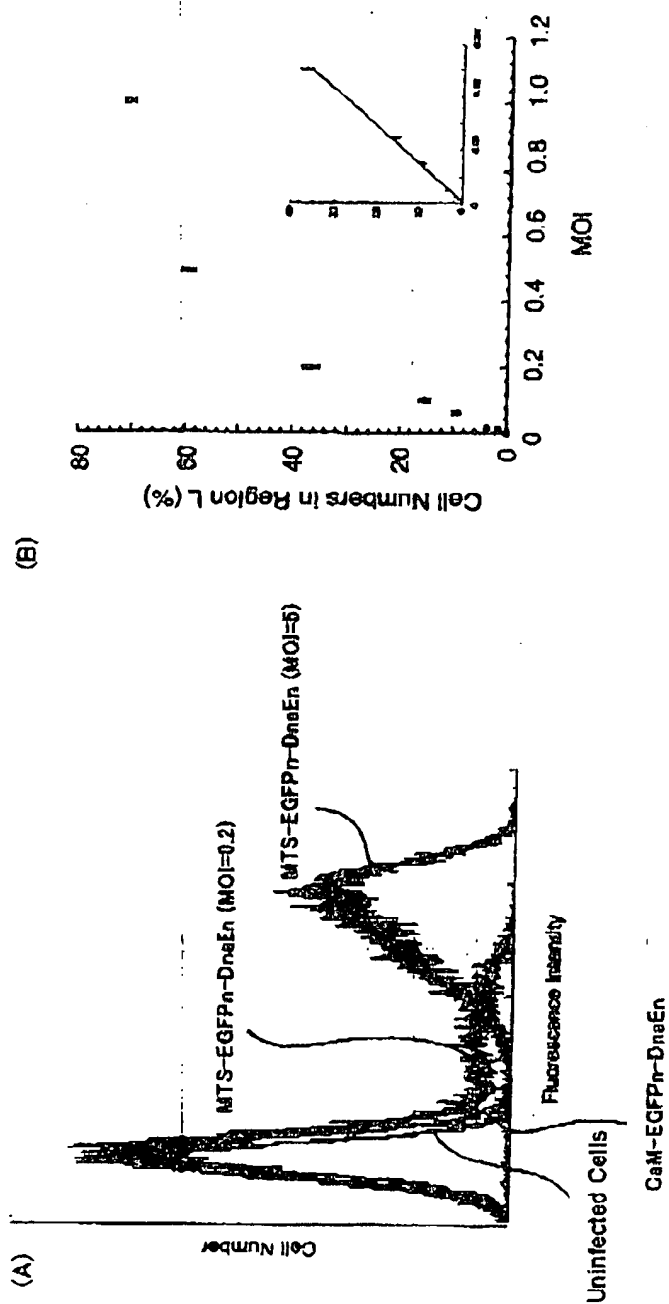 (A)
Cell Number
MTS-EGFPn-DnaEn (MOI=0.2)
MTS-EGFPn-DnaEn (MOI=5)
Fluorescence Intensity
Uninfected Cells
CaM-EGFPn-DnaEn
(B)
Cell Numbers in Region L (%)
80
60
40
20
0
0
0.2
0.4
0.6
0.8
1.0
1.2
MOI